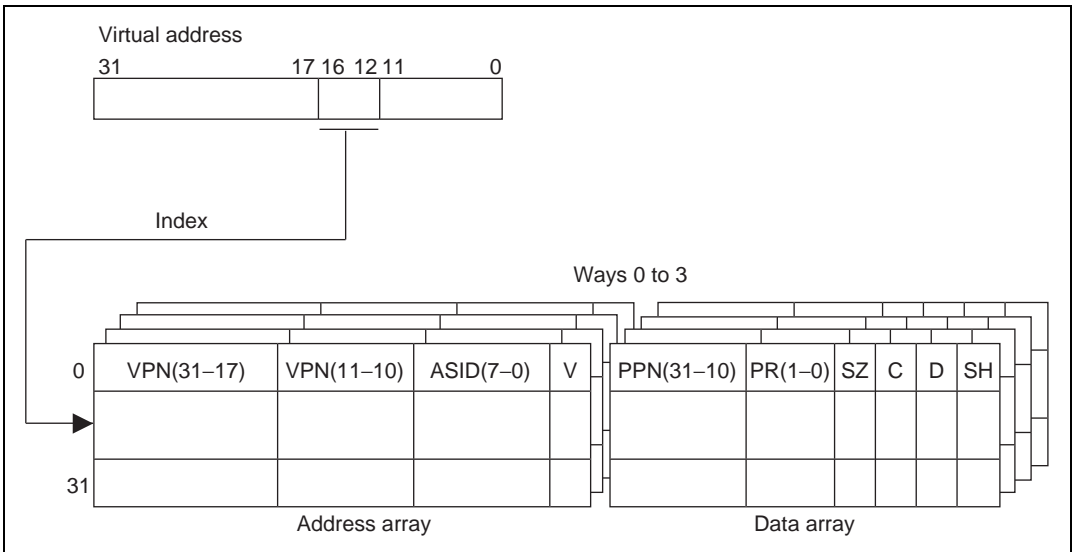 Virtual address
31 17 16 12 11 0
Index
Ways 0 to 3
0 VPN(31–17) VPN(11–10) ASID(7–0) V PPN(31–10) PR(1–0) SZ C D SH
31
Address array Data array